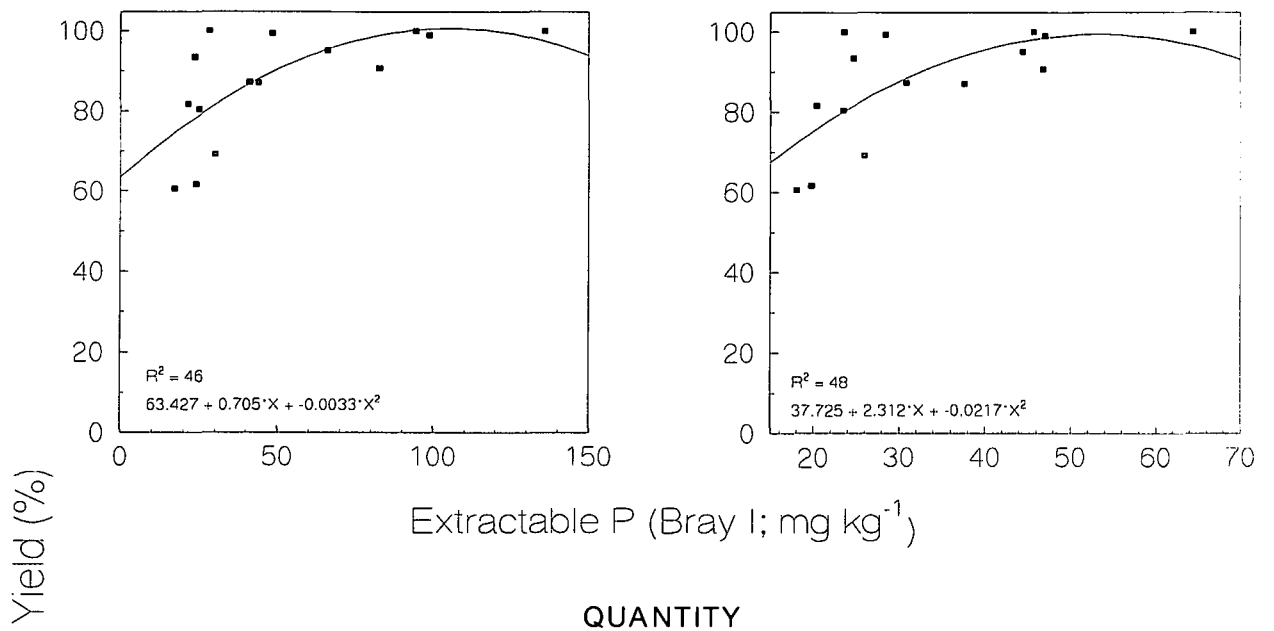 100
80
60
40
20
0
R² = 46
63.427 + 0.705*X + -0.0033*X²
0 50 100 150
100
80
60
40
20
0
R² = 48
37.725 + 2.312*X + -0.0217*X²
20 30 40 50 60 70
Extractable P (Bray I; mg kg⁻¹)
Yield (%)
QUANTITY